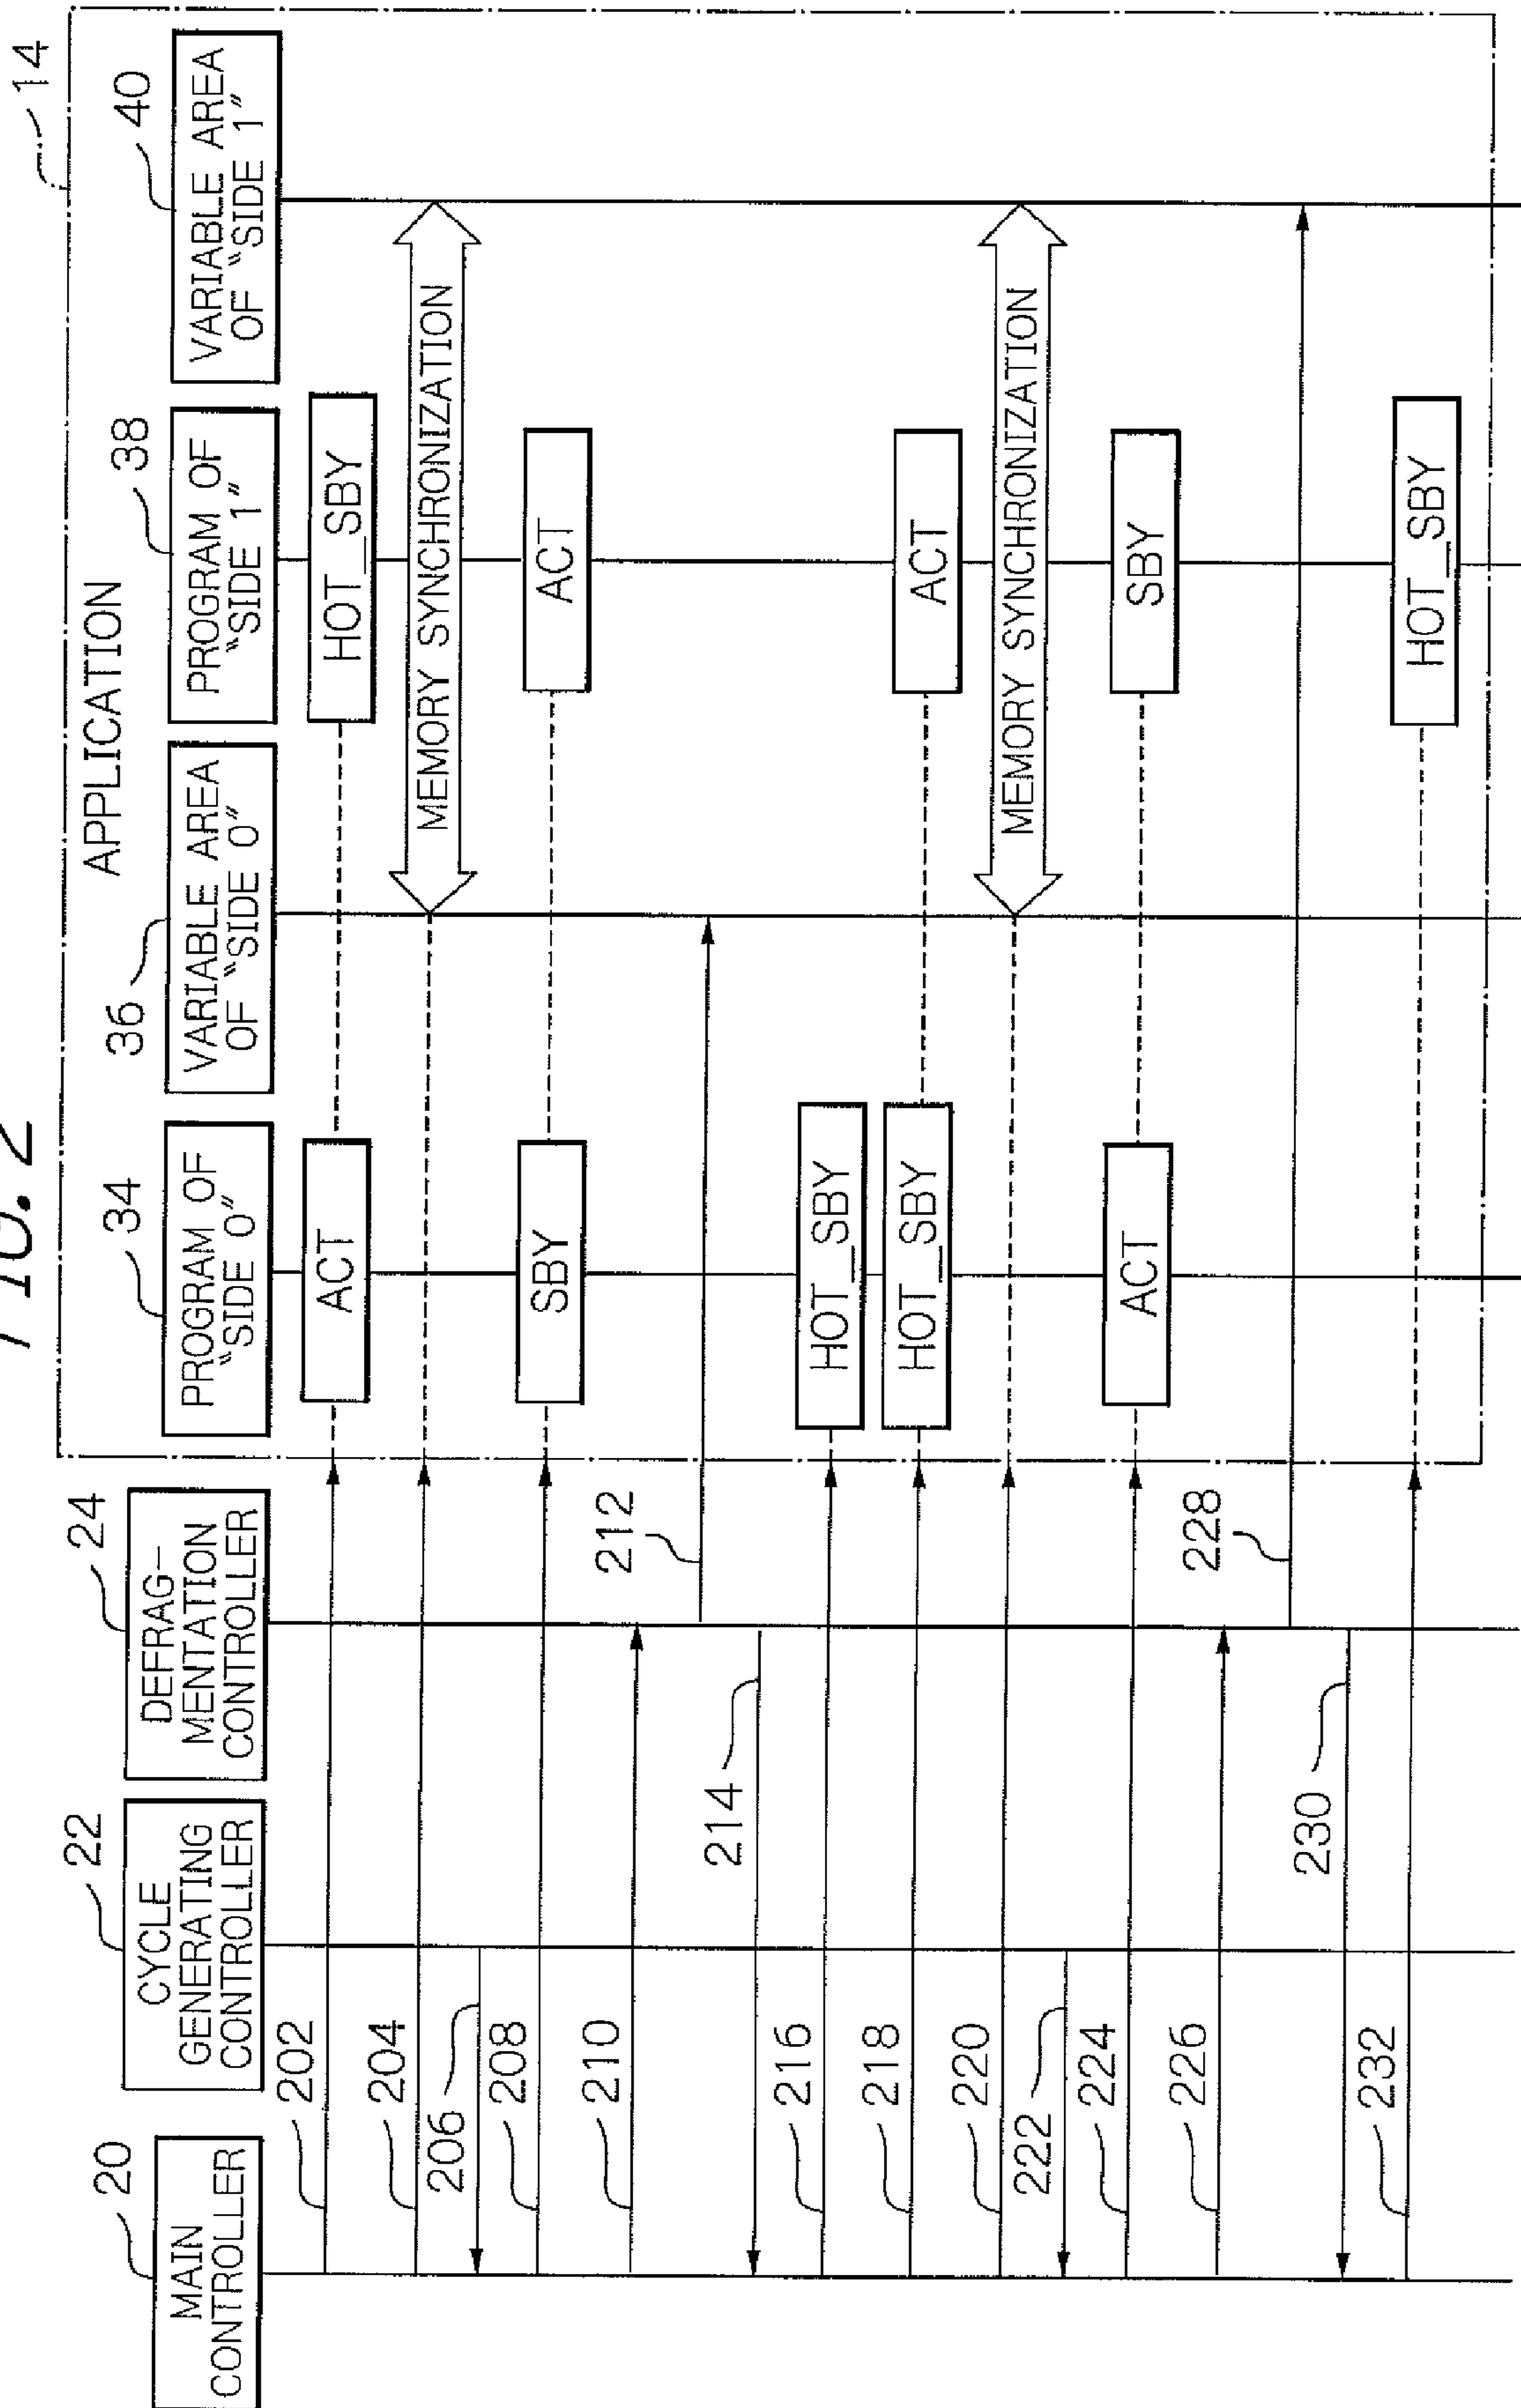 FIG. 2
14
APPLICATION
20
MAIN
CONTROLLER
22
CYCLE
GENERATING
CONTROLLER
24
DEFRAG-
MENTATION
CONTROLLER
34
PROGRAM OF
"SIDE 0"
36
VARIABLE AREA
OF "SIDE 0"
38
PROGRAM OF
"SIDE 1"
40
VARIABLE AREA
OF "SIDE 1"
202
ACT
HOT_SBY
204
MEMORY SYNCHRONIZATION
206
208
SBY
ACT
210
212
214
216
HOT_SBY
218
HOT_SBY
ACT
220
MEMORY SYNCHRONIZATION
222
224
ACT
SBY
226
228
230
232
HOT_SBY